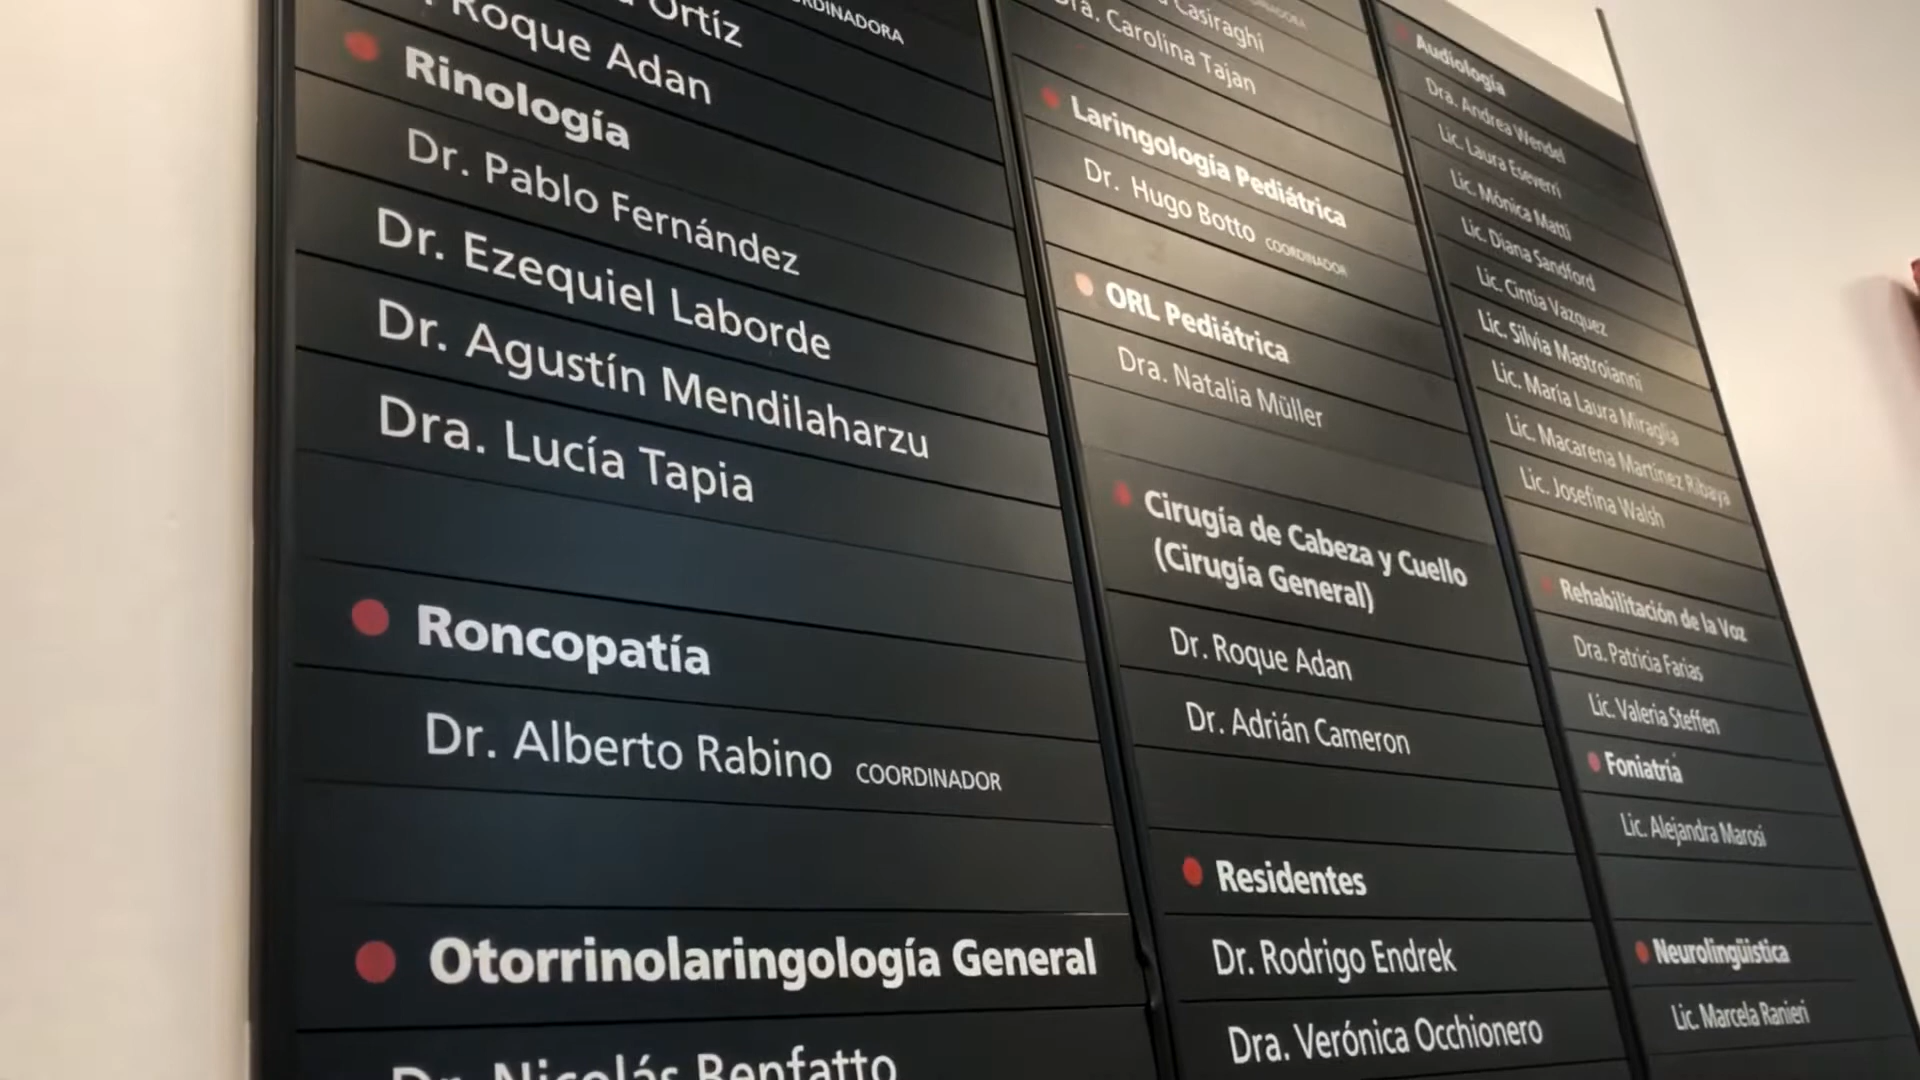 Ortíz
RDINADORA
Roque Adan
Rinología
Dr. Pablo Fernández
Dr. Ezequiel Laborde
Dr. Agustín Mendilaharzu
Dra. Lucía Tapia
Roncopatía
Dr. Alberto Rabino COORDINADOR
Otorrinolaringología General
Dr. Nicolás Benfatto
Casiraghi
Dra. Carolina Tajan
Laringología Pediátrica
Dr. Hugo Botto COORDINADOR
ORL Pediátrica
Dra. Natalia Müller
Cirugía de Cabeza y Cuello
(Cirugía General)
Dr. Roque Adan
Dr. Adrián Cameron
Residentes
Dr. Rodrigo Endrek
Dra. Verónica Occhionero
Audiología
Dra. Andrea Wendel
Lic. Laura Eseverri
Lic. Mónica Matti
Lic. Diana Sandford
Lic. Cintia Vazquez
Lic. Silvia Mastroianni
Lic. María Laura Miraglia
Lic. Macarena Martinez Ribaya
Lic. Josefina Walsh
Rehabilitación de la Voz
Dra. Patricia Farias
Lic. Valeria Steffen
Foniatría
Lic. Alejandra Marosi
Neurolingüistica
Lic. Marcela Ranieri